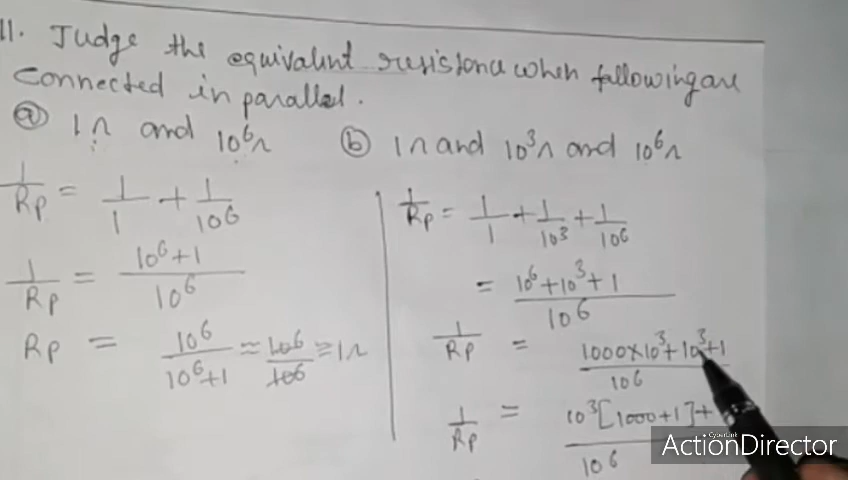 11. Judge the equivalent resistance when following are
connected in parallel.
(a) 1Ω and 10⁶Ω (b) 1Ω and 10³Ω and 10⁶Ω
1/Rp = 1/1 + 1/10⁶
1/Rp = (10⁶+1)/10⁶
Rp = 10⁶/(10⁶+1) ≈ 10⁶/10⁶ ≅ 1Ω
1/Rp = 1/1 + 1/10³ + 1/10⁶
= (10⁶+10³+1)/10⁶
1/Rp = (1000×10³+10³+1)/10⁶
1/Rp = (10³[1000+1]+)/10⁶
CyberLink
ActionDirector